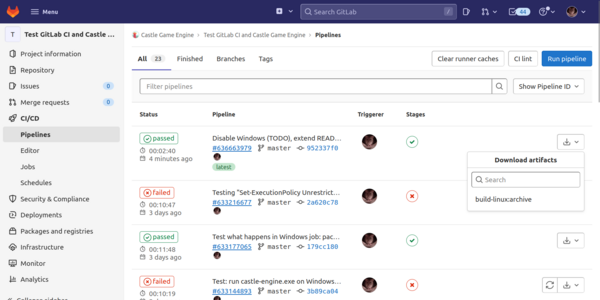 Menu
Search GitLab
44
T Test GitLab CI and Castle ...
Project information
Repository
Issues 0
Merge requests 0
CI/CD
Pipelines
Editor
Jobs
Schedules
Security & Compliance
Deployments
Packages and registries
Infrastructure
Monitor
Analytics
Collapse sidebar
Castle Game Engine › Test GitLab CI and Castle Game Engine › Pipelines
All 23 Finished Branches Tags
Clear runner caches CI lint Run pipeline
Filter pipelines
Show Pipeline ID
Status Pipeline Triggerer Stages
passed
00:02:40
4 minutes ago
Disable Windows (TODO), extend READ...
#636663979 master 952337f0
latest
Download artifacts
Search
build-linux:archive
failed
00:10:47
3 days ago
Testing "Set-ExecutionPolicy Unrestrict...
#633216677 master 2a620c78
passed
00:11:48
3 days ago
Test what happens in Windows job: pac...
#633177065 master 179cc180
failed
00:10:19
Test: run castle-engine.exe on Windows...
#633144893 master 3b89ca04